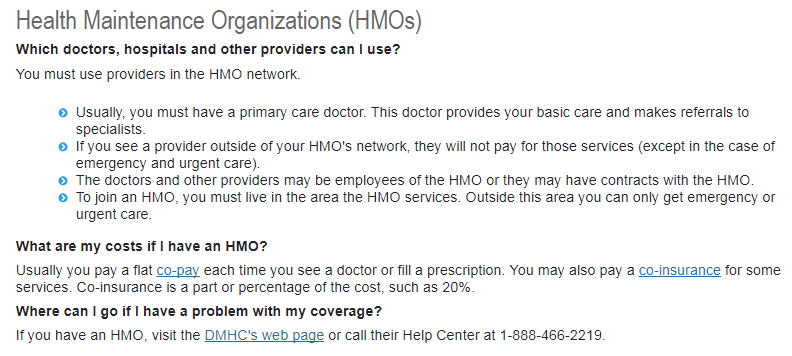 Health Maintenance Organizations (HMOs)
Which doctors, hospitals and other providers can I use?
You must use providers in the HMO network.
Usually, you must have a primary care doctor. This doctor provides your basic care and makes referrals to
specialists.
If you see a provider outside of your HMO's network, they will not pay for those services (except in the case of
emergency and urgent care).
The doctors and other providers may be employees of the HMO or they may have contracts with the HMO.
To join an HMO, you must live in the area the HMO services. Outside this area you can only get emergency or
urgent care.
What are my costs if I have an HMO?
Usually you pay a flat co-pay each time you see a doctor or fill a prescription. You may also pay a co-insurance for some
services. Co-insurance is a part or percentage of the cost, such as 20%.
Where can I go if I have a problem with my coverage?
If you have an HMO, visit the DMHC's web page or call their Help Center at 1-888-466-2219.